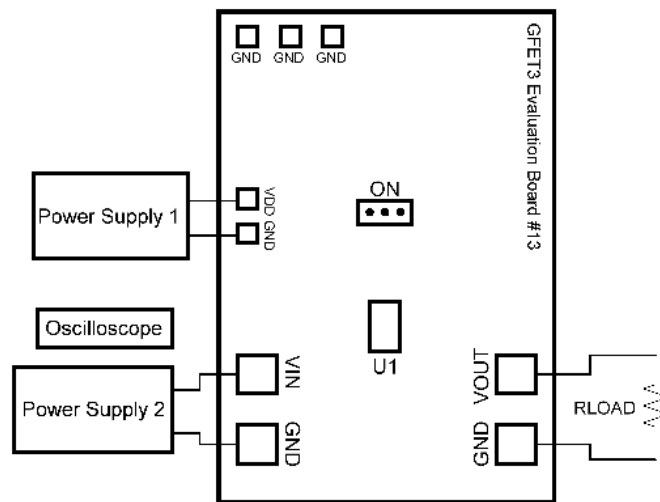 GND GND GND
GFET3 Evaluation Board #13
Power Supply 1
VDD
GND
ON
Oscilloscope
U1
Power Supply 2
VIN
GND
VOUT
GND
RLOAD